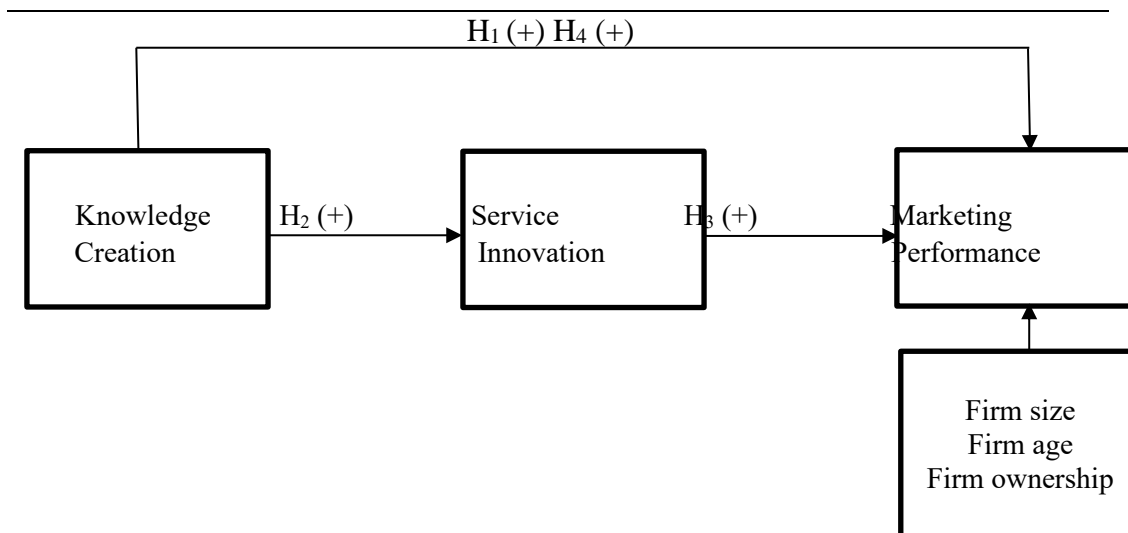 H₁ (+) H₄ (+)
Knowledge
Creation
H₂ (+)
Service
Innovation
H₃ (+)
Marketing
Performance
Firm size
Firm age
Firm ownership